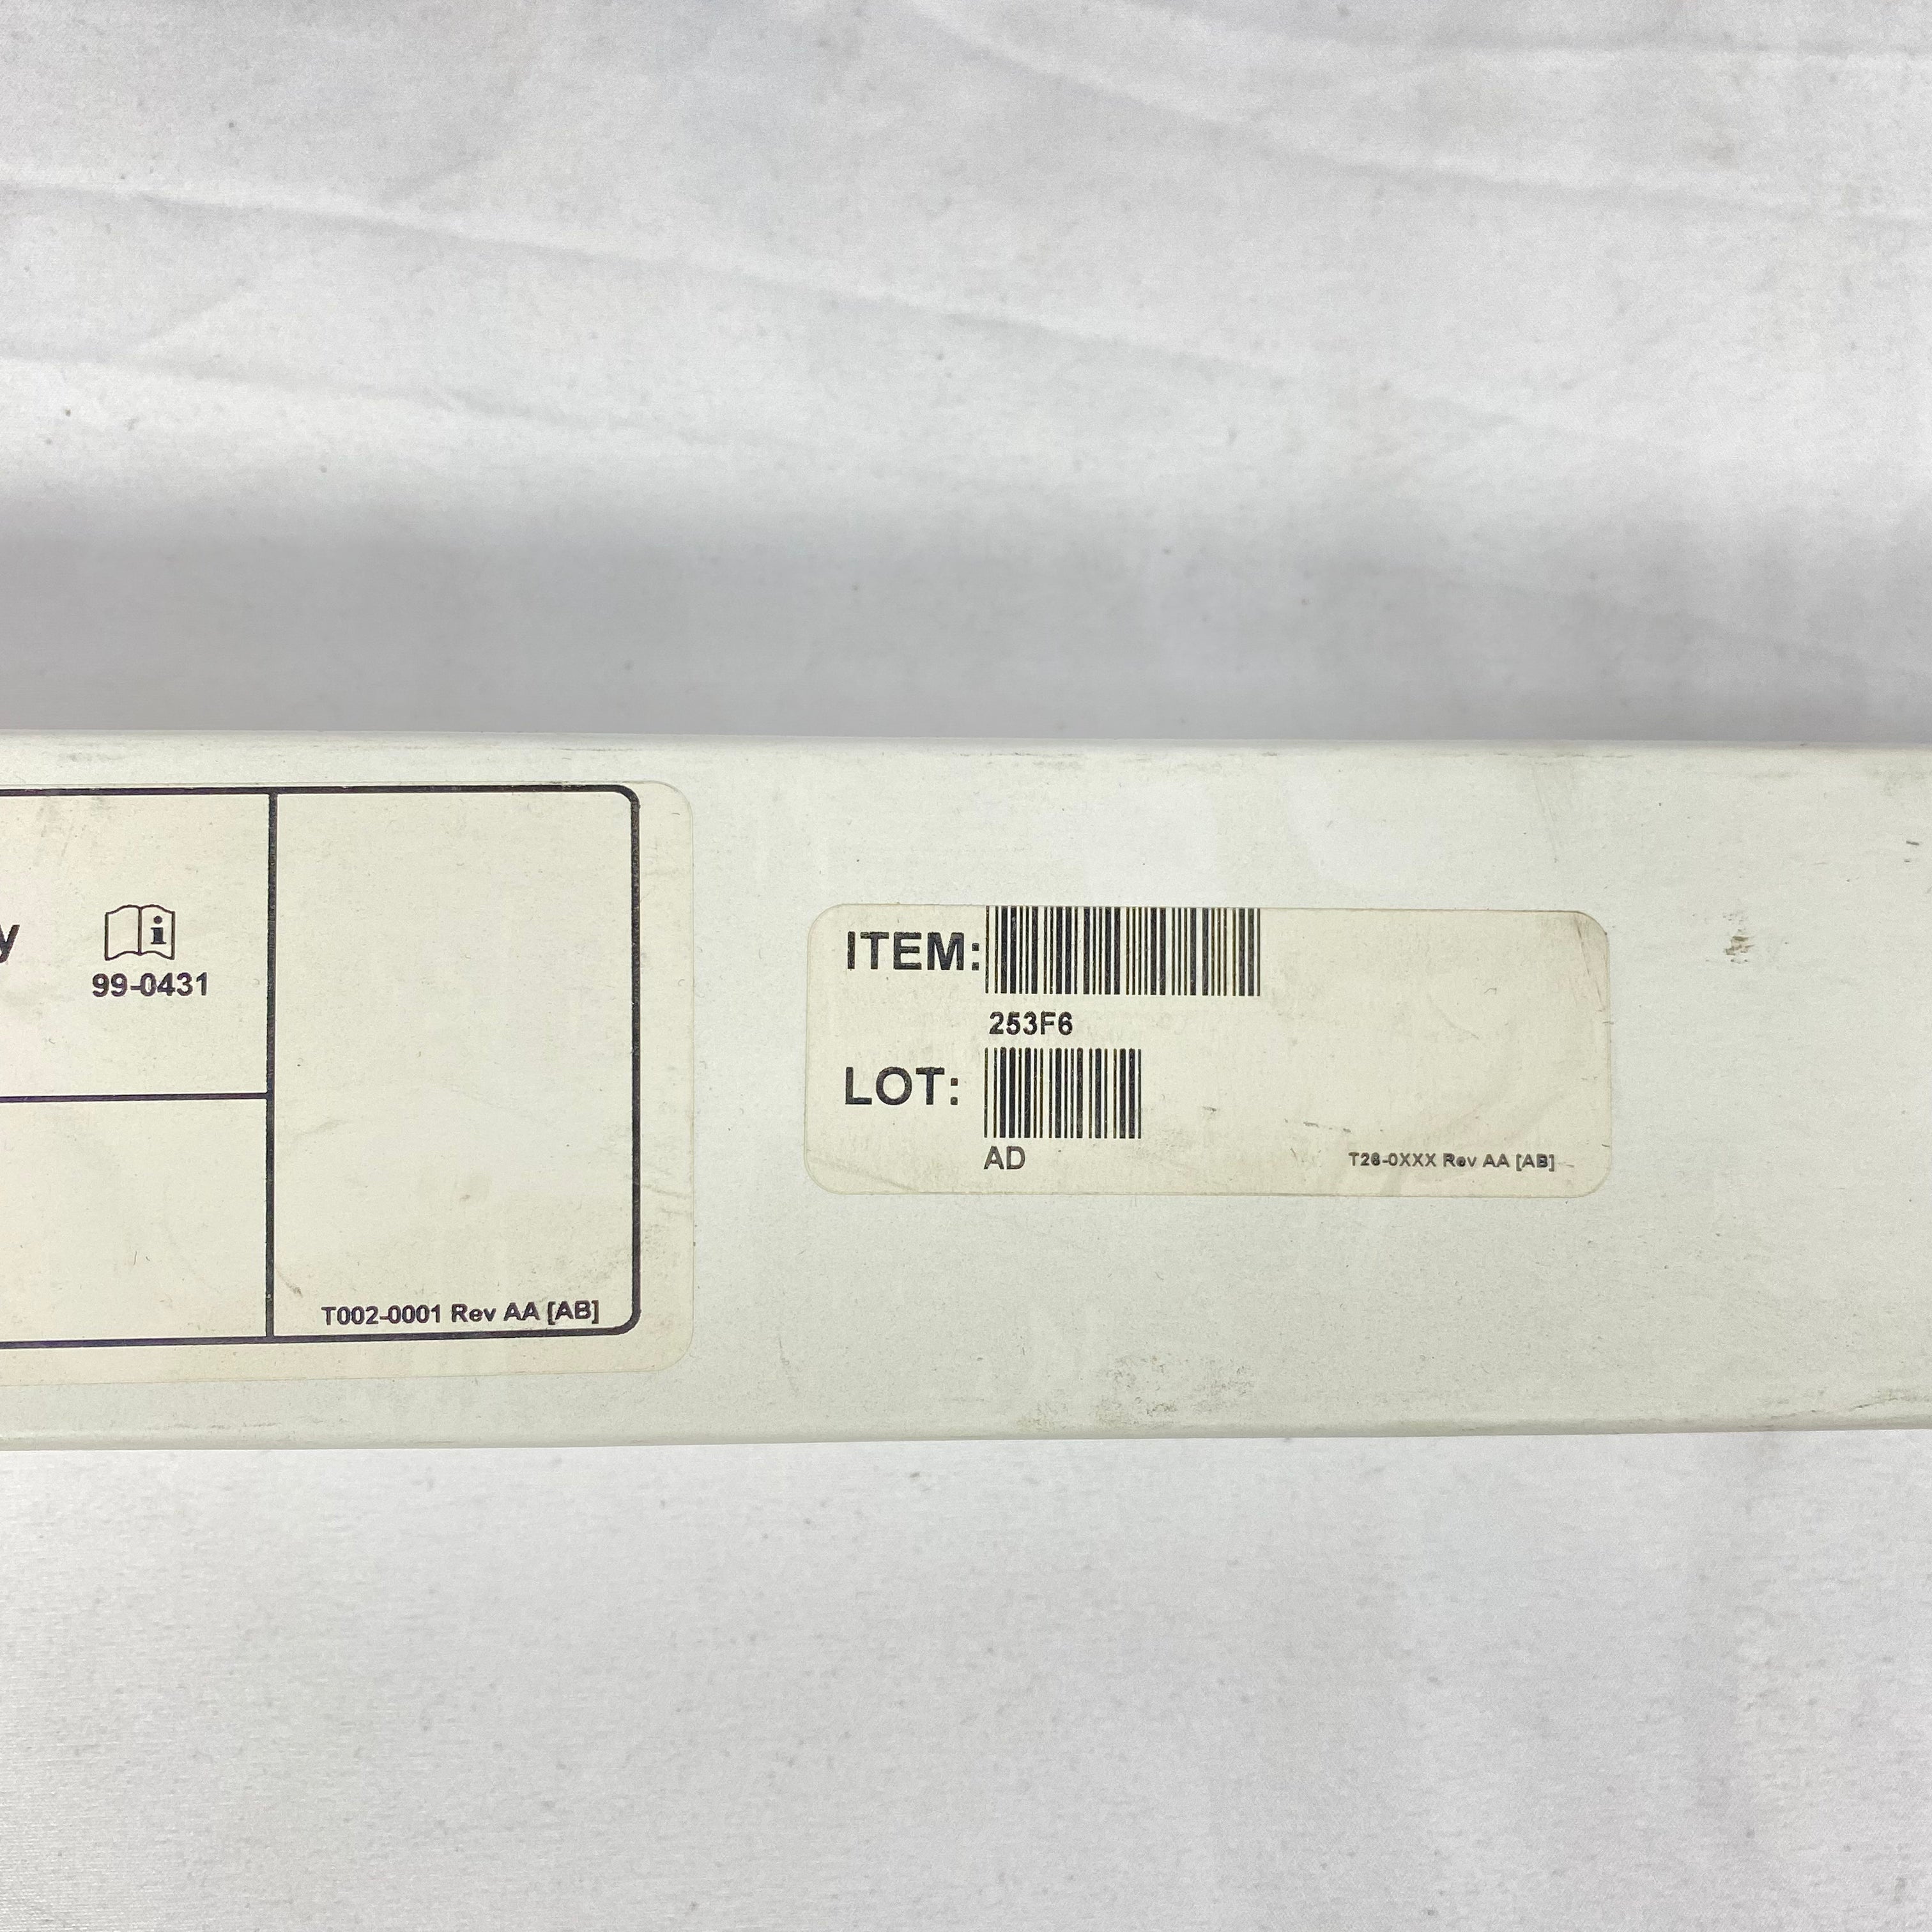 y
99-0431
T002-0001 Rev AA [AB]
ITEM:
253F6
LOT:
AD
T28-0XXX Rev AA [AB]